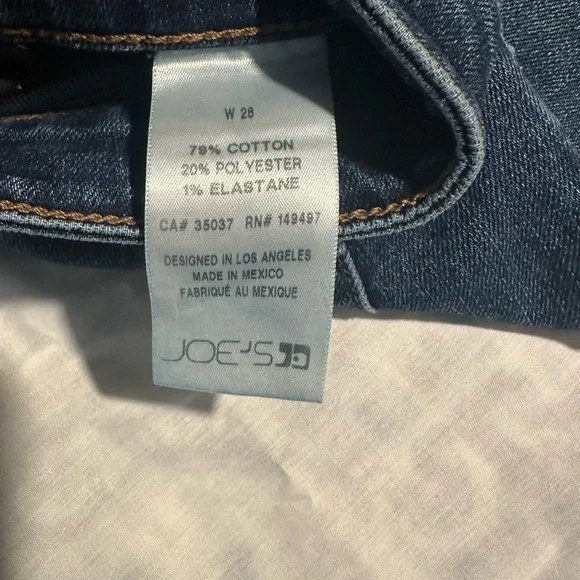 W 28
79% COTTON
20% POLYESTER
1% ELASTANE
CA# 35037 RN# 149497
DESIGNED IN LOS ANGELES
MADE IN MEXICO
FABRIQUÉ AU MEXIQUE
JOE'S